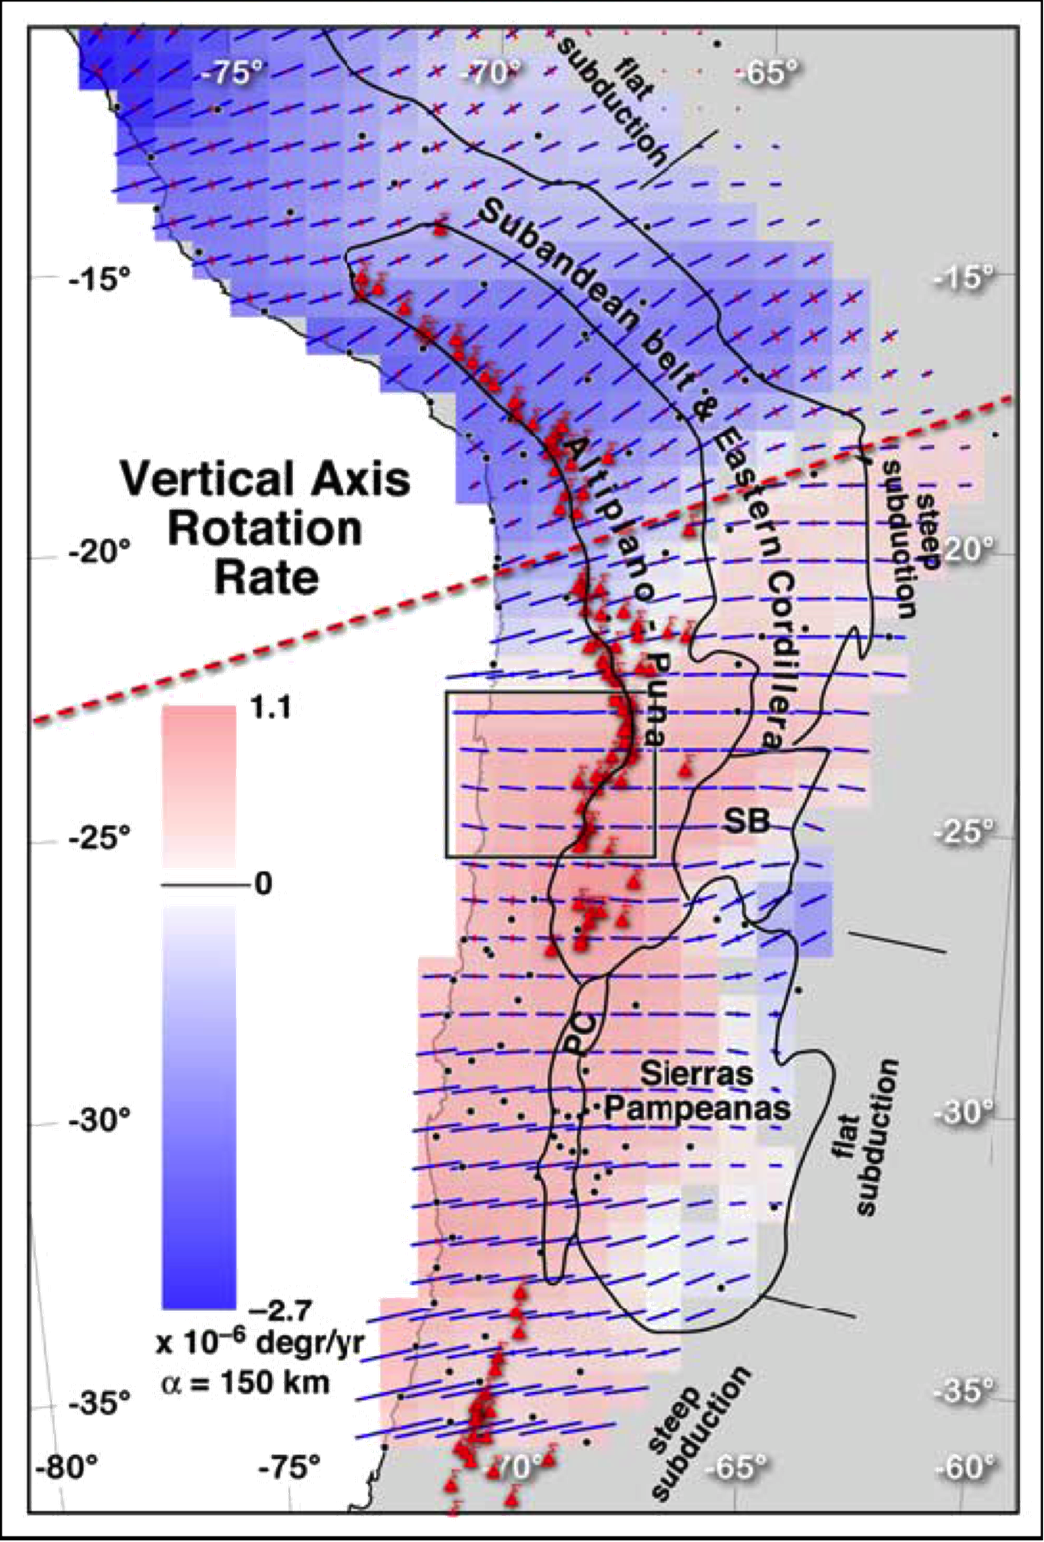 -75°
-70°
-65°
flat
subduction
Subandean belt & Eastern Cordillera
-15°
-15°
Altiplano-Puna
Vertical Axis
Rotation
Rate
steep
subduction
-20°
20°
1.1
0
-2.7
x 10⁻⁶ degr/yr
α = 150 km
SB
-25°
-25°
PC
Sierras
Pampeanas
-30°
-30°
flat
subduction
steep
subduction
-35°
-35°
-80°
-75°
-70°
-65°
-60°